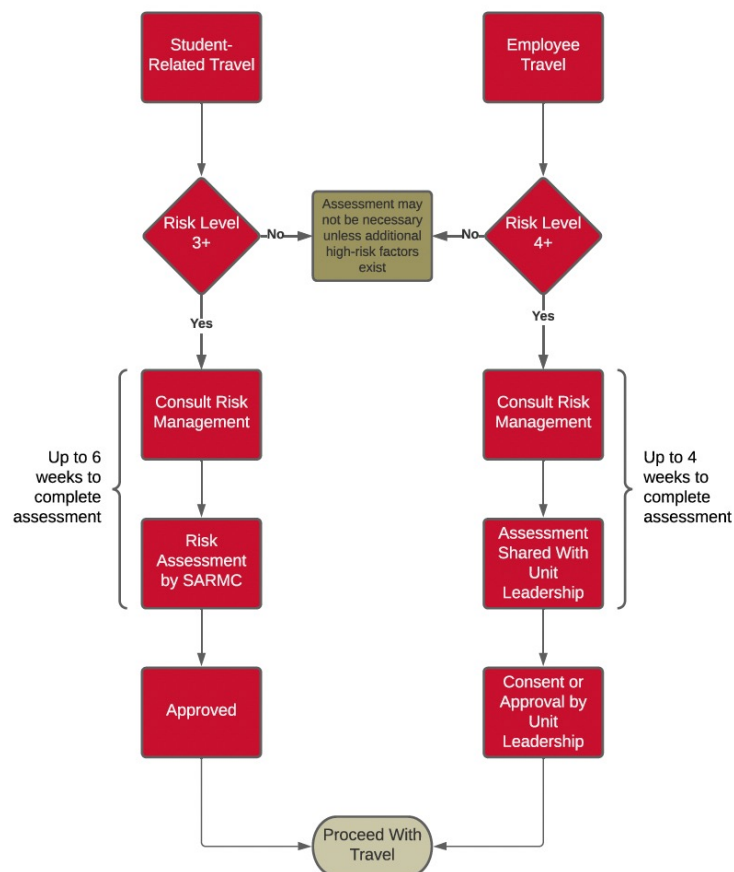 Student-
Related Travel
Employee
Travel
Risk Level
3+
No
Assessment may
not be necessary
unless additional
high-risk factors
exist
No
Risk Level
4+
Yes
Yes
Up to 6
weeks to
complete
assessment
Consult Risk
Management
Risk
Assessment
by SARMC
Consult Risk
Management
Assessment
Shared With
Unit
Leadership
Up to 4
weeks to
complete
assessment
Approved
Consent or
Approval by
Unit
Leadership
Proceed With
Travel